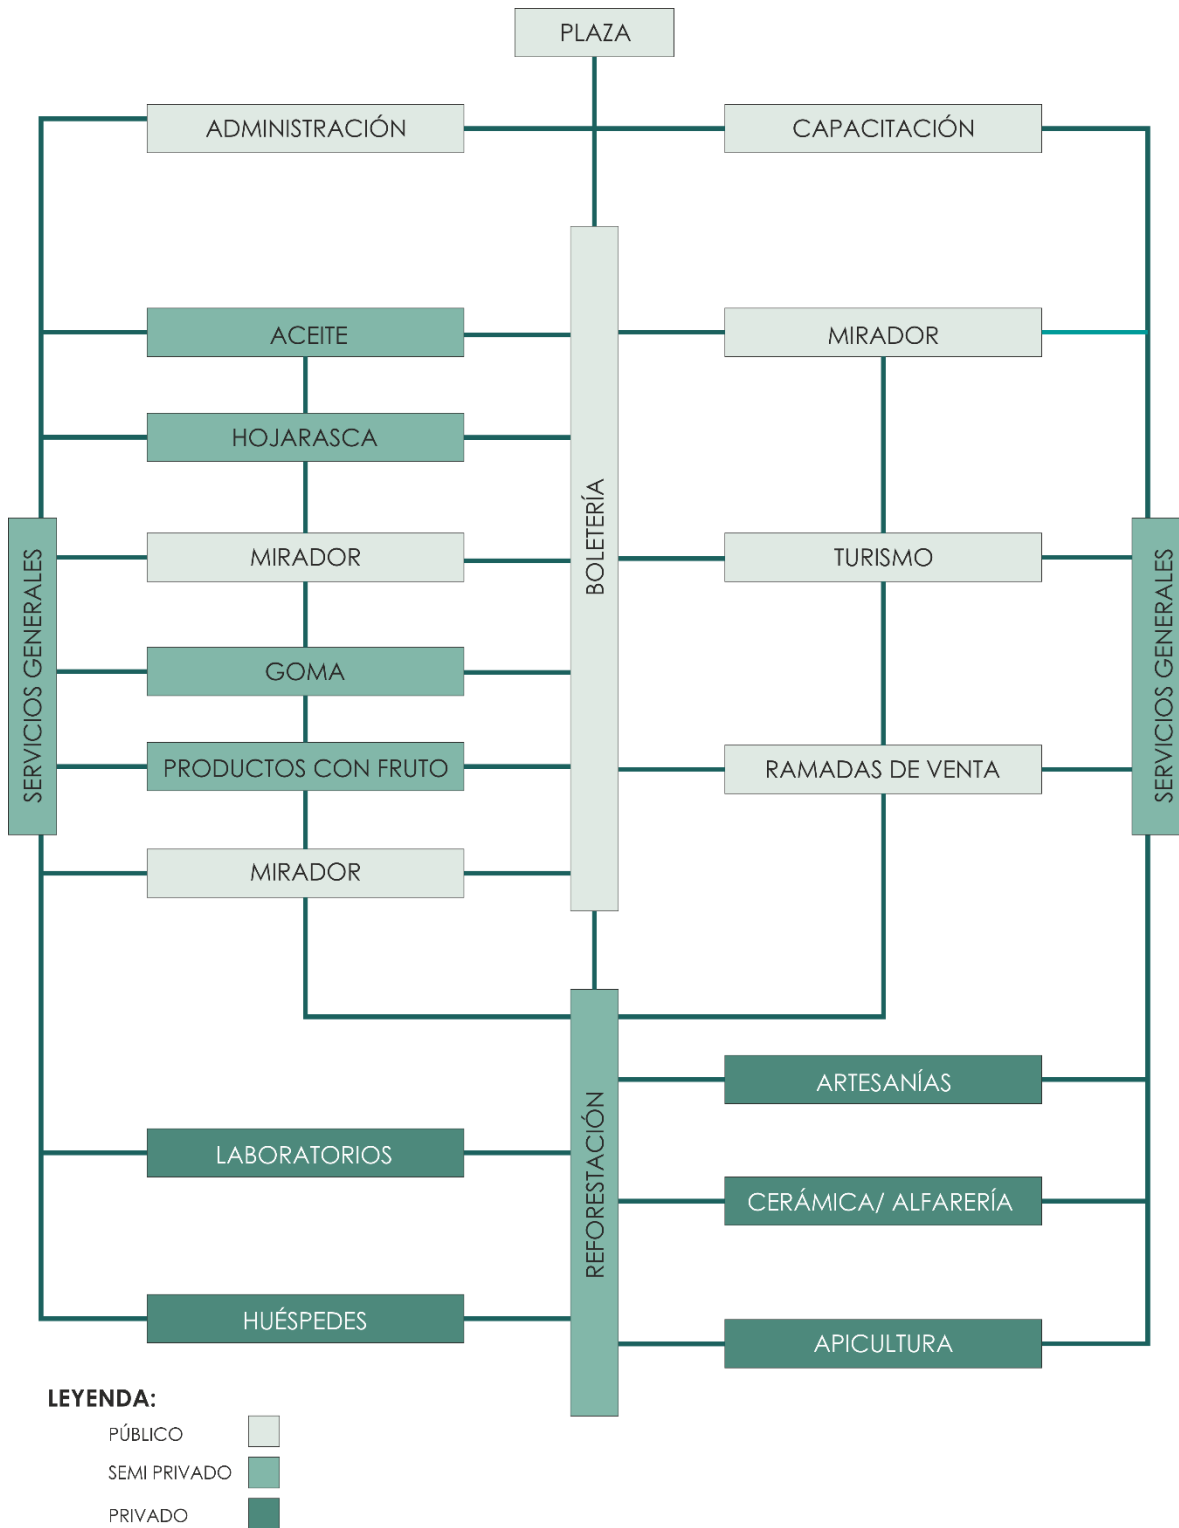 PLAZA
ADMINISTRACIÓN
CAPACITACIÓN
ACEITE
MIRADOR
HOJARASCA
BOLETERÍA
MIRADOR
TURISMO
SERVICIOS GENERALES
SERVICIOS GENERALES
GOMA
PRODUCTOS CON FRUTO
RAMADAS DE VENTA
MIRADOR
REFORESTACIÓN
ARTESANÍAS
LABORATORIOS
CERÁMICA/ ALFARERÍA
HUÉSPEDES
APICULTURA
LEYENDA:
PÚBLICO
SEMI PRIVADO
PRIVADO